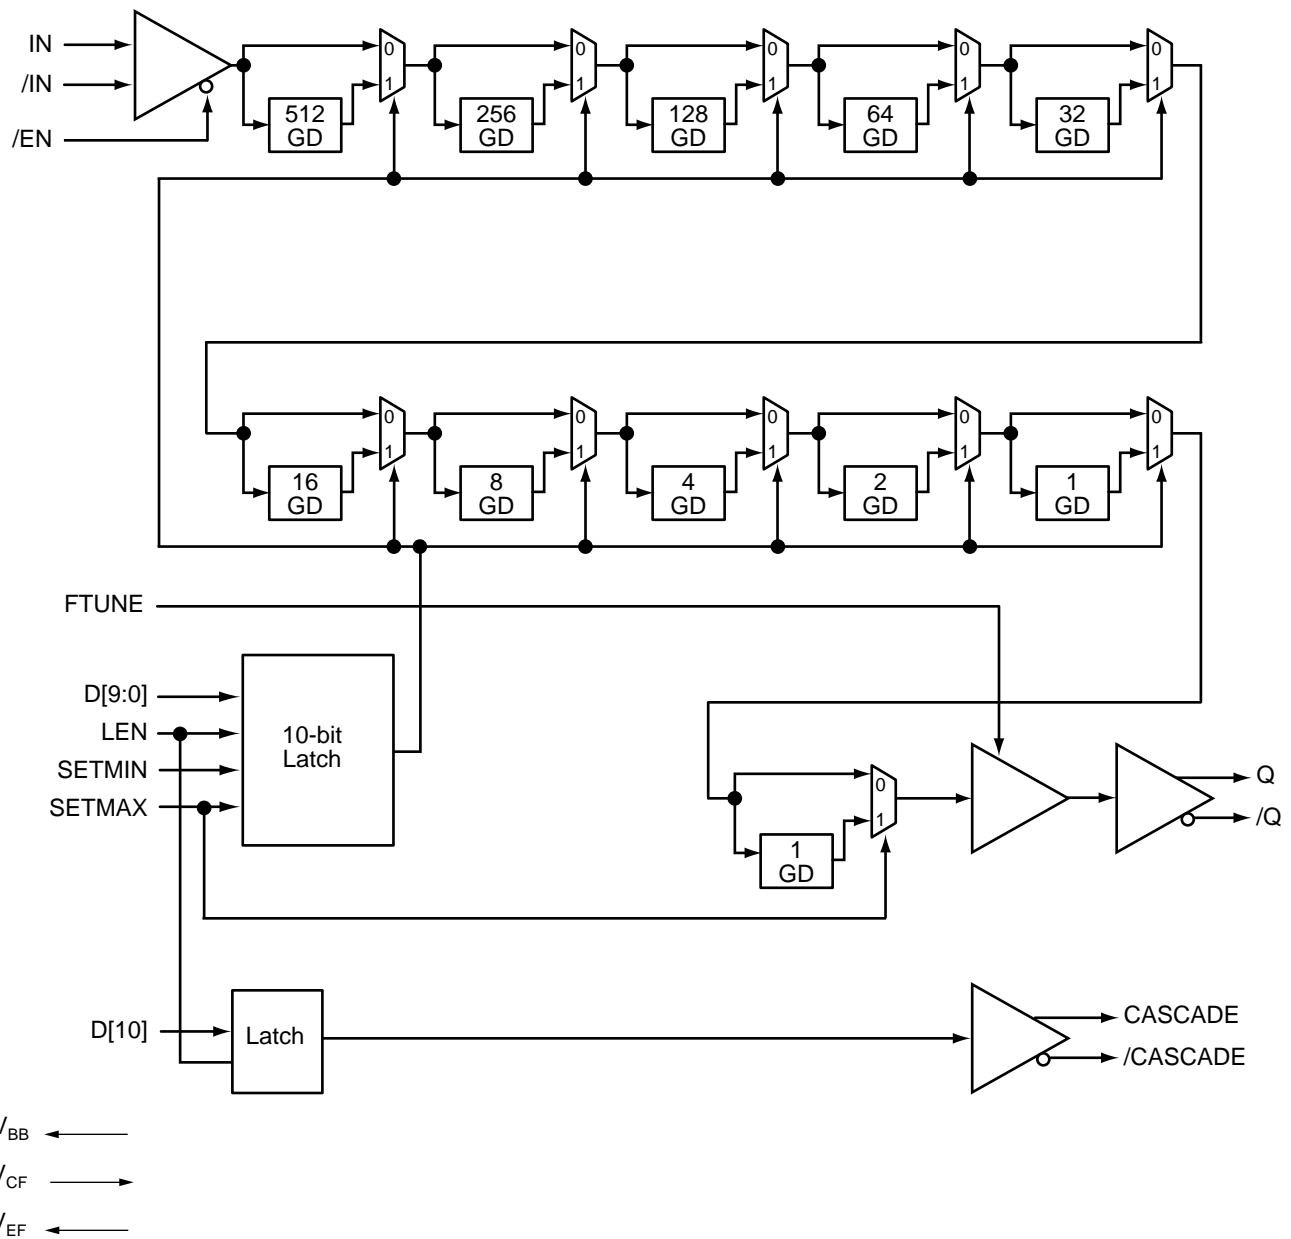 IN
/IN
/EN
0
1
0
1
0
1
0
1
0
1
512
GD
256
GD
128
GD
64
GD
32
GD
0
1
0
1
0
1
0
1
0
1
16
GD
8
GD
4
GD
2
GD
1
GD
FTUNE
D[9:0]
LEN
SETMIN
SETMAX
10-bit
Latch
0
1
1
GD
Q
/Q
D[10]
Latch
CASCADE
/CASCADE
BB
CF
EF